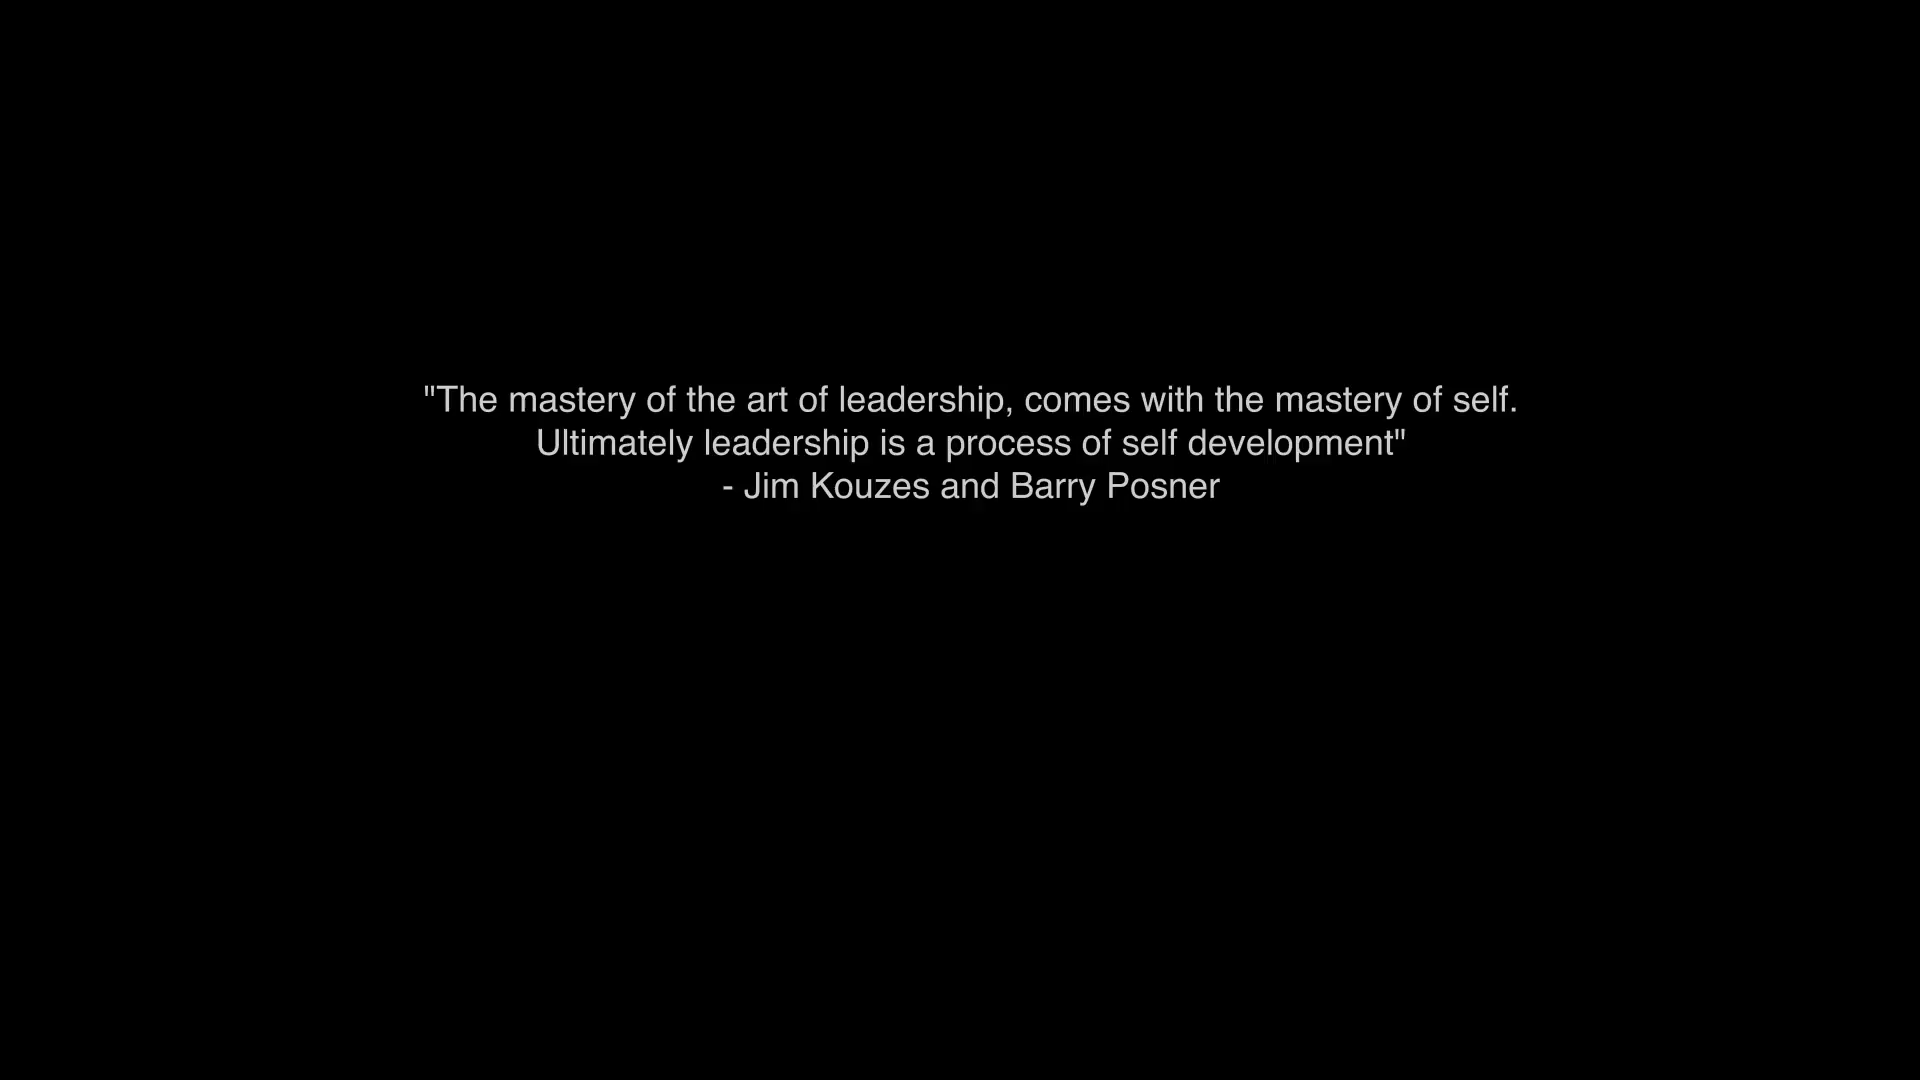 "The mastery of the art of leadership, comes with the mastery of self.
Ultimately leadership is a process of self development"
- Jim Kouzes and Barry Posner